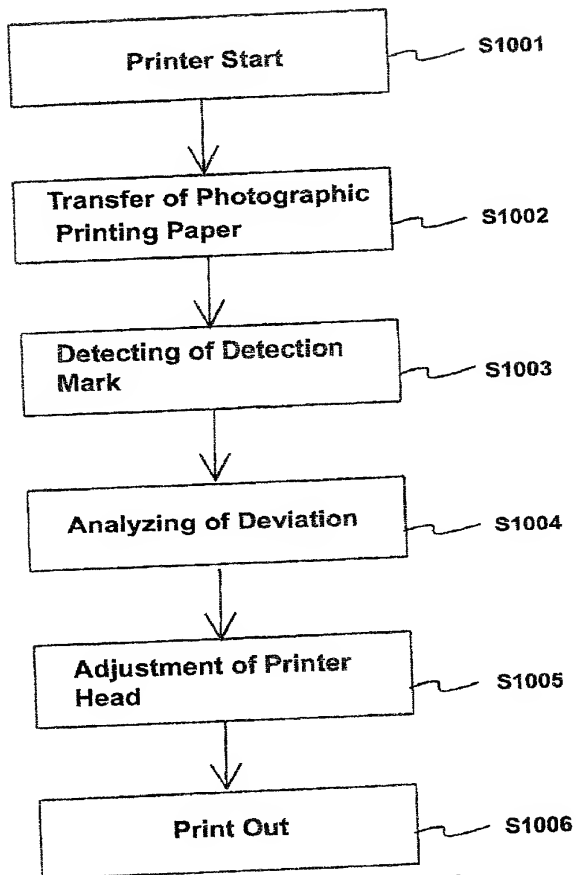 Printer Start
S1001
Transfer of Photographic
Printing Paper
S1002
Detecting of Detection
Mark
S1003
Analyzing of Deviation
S1004
Adjustment of Printer
Head
S1005
Print Out
S1006